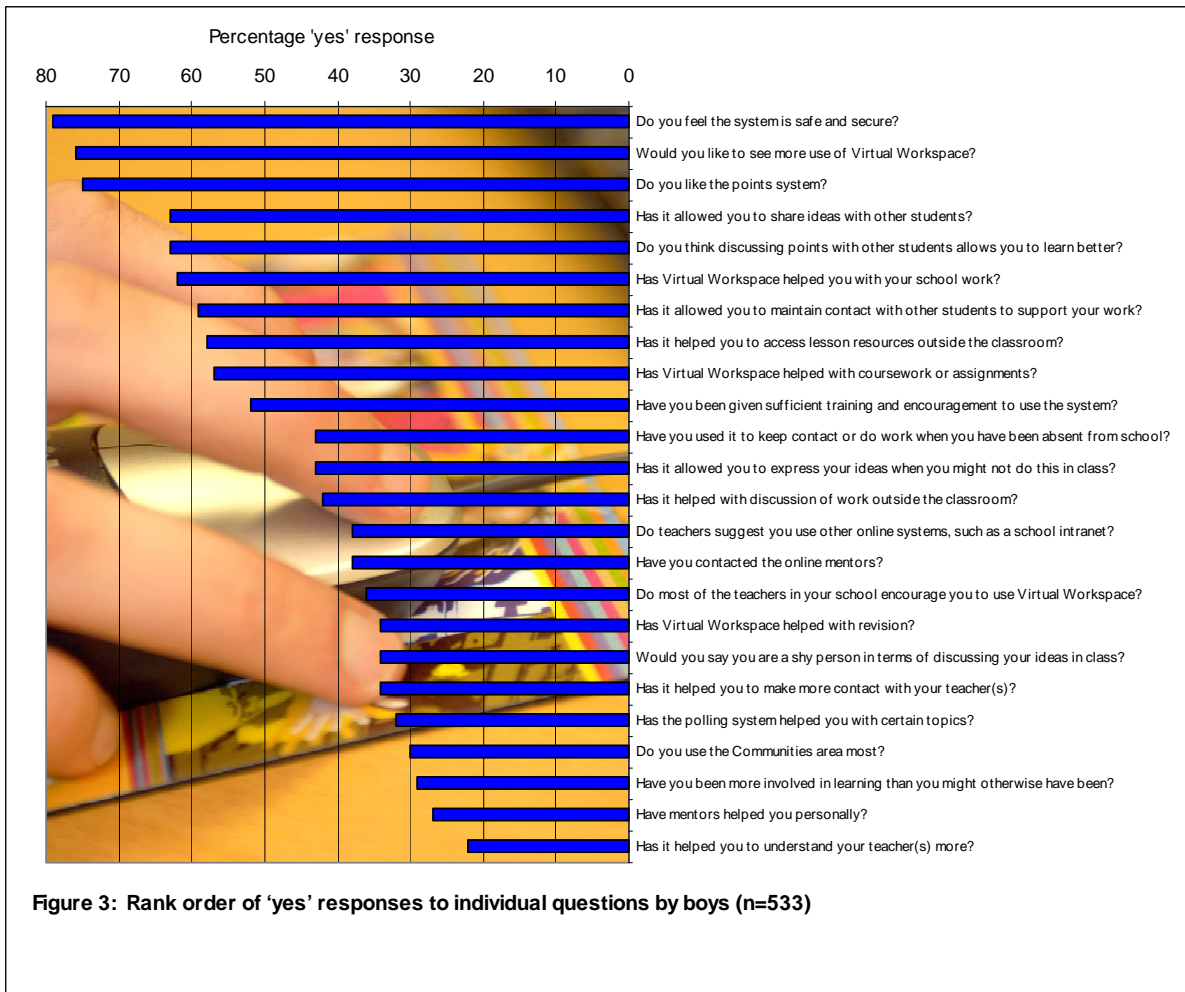 Percentage 'yes' response
80 70 60 50 40 30 20 10 0
Do you feel the system is safe and secure?
Would you like to see more use of Virtual Workspace?
Do you like the points system?
Has it allowed you to share ideas with other students?
Do you think discussing points with other students allows you to learn better?
Has Virtual Workspace helped you with your school work?
Has it allowed you to maintain contact with other students to support your work?
Has it helped you to access lesson resources outside the classroom?
Has Virtual Workspace helped with coursework or assignments?
Have you been given sufficient training and encouragement to use the system?
Have you used it to keep contact or do work when you have been absent from school?
Has it allowed you to express your ideas when you might not do this in class?
Has it helped with discussion of work outside the classroom?
Do teachers suggest you use other online systems, such as a school intranet?
Have you contacted the online mentors?
Do most of the teachers in your school encourage you to use Virtual Workspace?
Has Virtual Workspace helped with revision?
Would you say you are a shy person in terms of discussing your ideas in class?
Has it helped you to make more contact with your teacher(s)?
Has the polling system helped you with certain topics?
Do you use the Communities area most?
Have you been more involved in learning than you might otherwise have been?
Have mentors helped you personally?
Has it helped you to understand your teacher(s) more?
Figure 3: Rank order of ‘yes’ responses to individual questions by boys (n=533)